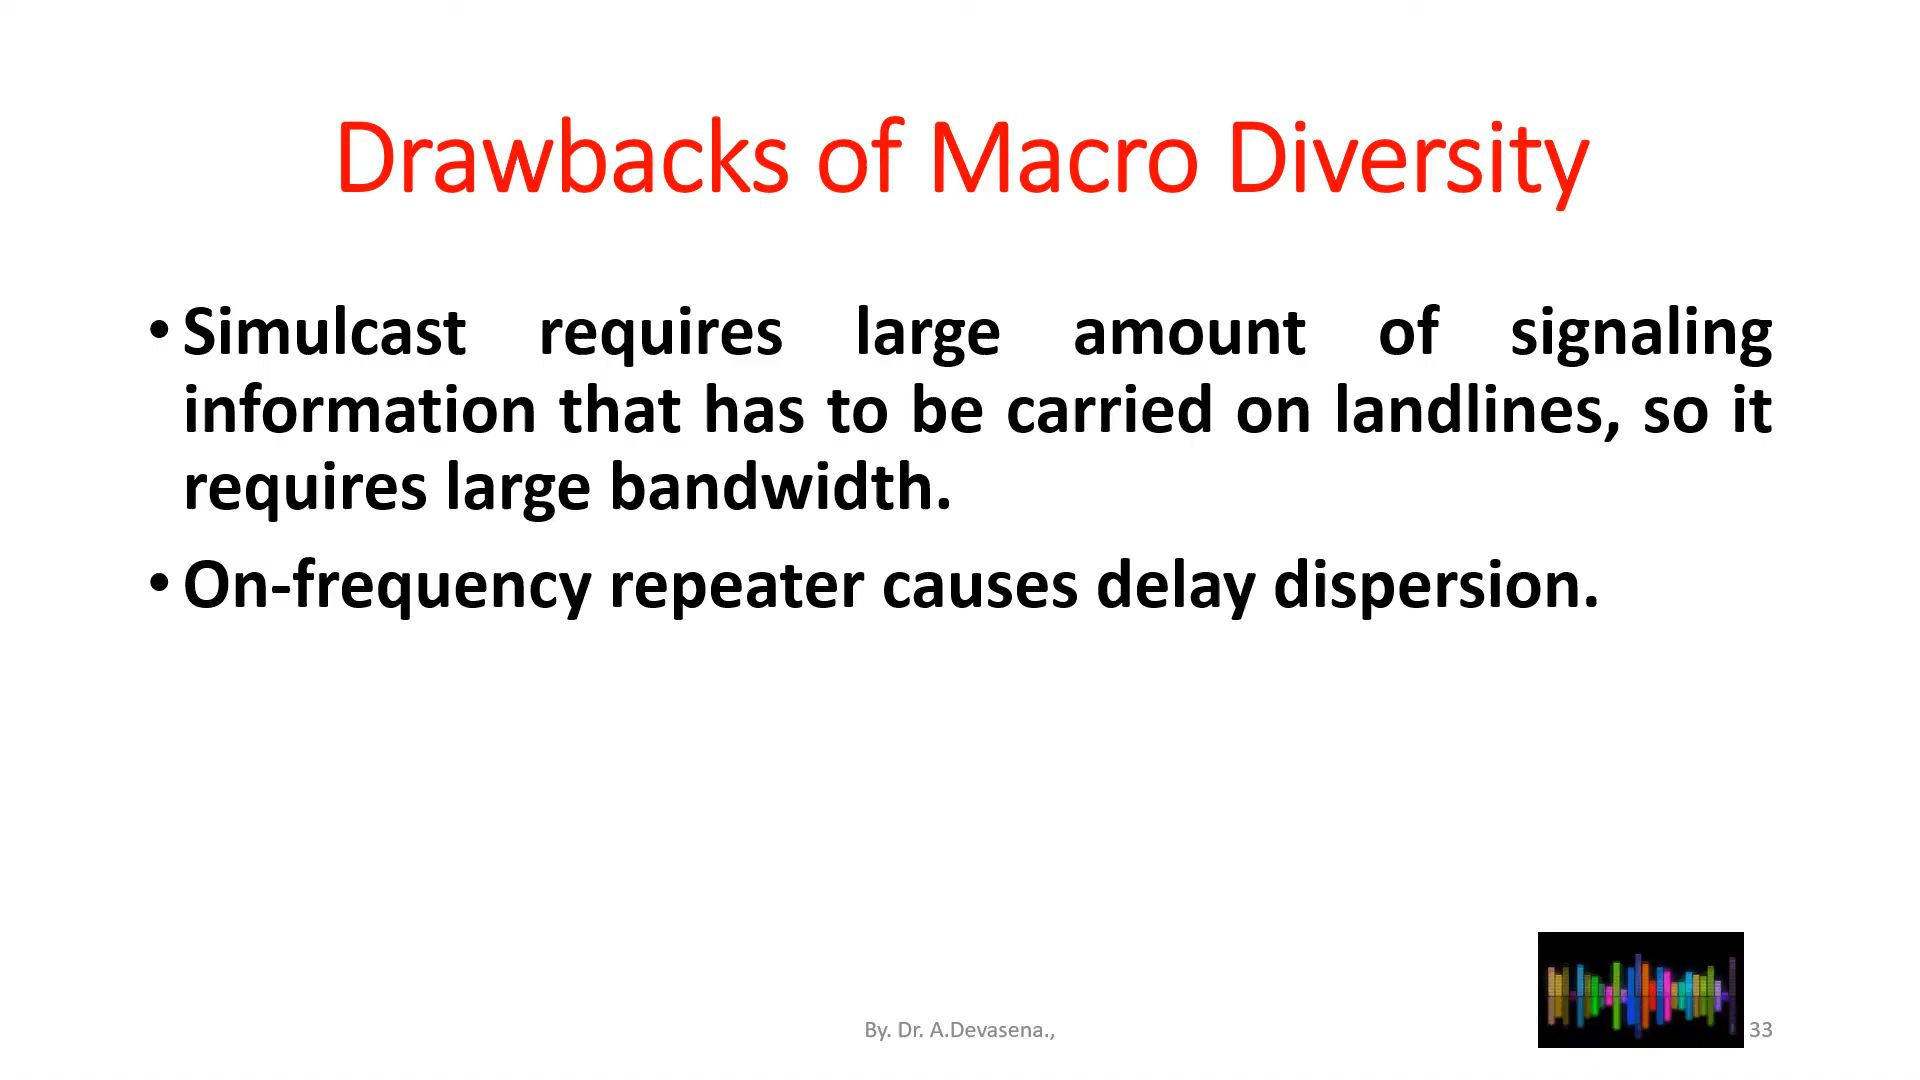 Drawbacks of Macro Diversity
• Simulcast requires large amount of signaling
information that has to be carried on landlines, so it
requires large bandwidth.
• On-frequency repeater causes delay dispersion.
By. Dr. A.Devasena.,
33